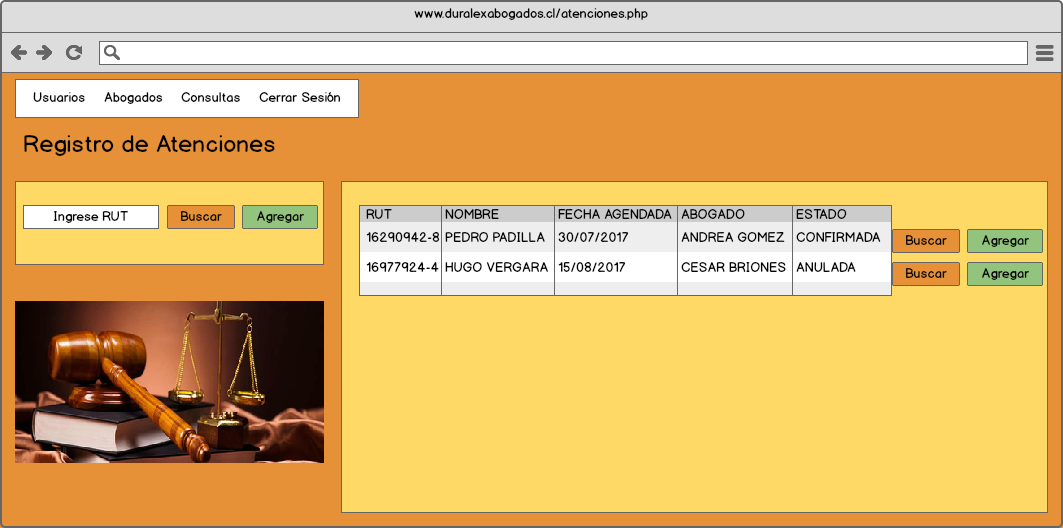 www.duralexabogados.cl/atenciones.php
Usuarios Abogados Consultas Cerrar Sesión
Registro de Atenciones
Ingrese RUT Buscar Agregar
RUT NOMBRE FECHA AGENDADA ABOGADO ESTADO
16290942-8 PEDRO PADILLA 30/07/2017 ANDREA GOMEZ CONFIRMADA Buscar Agregar
16977924-4 HUGO VERGARA 15/08/2017 CESAR BRIONES ANULADA Buscar Agregar